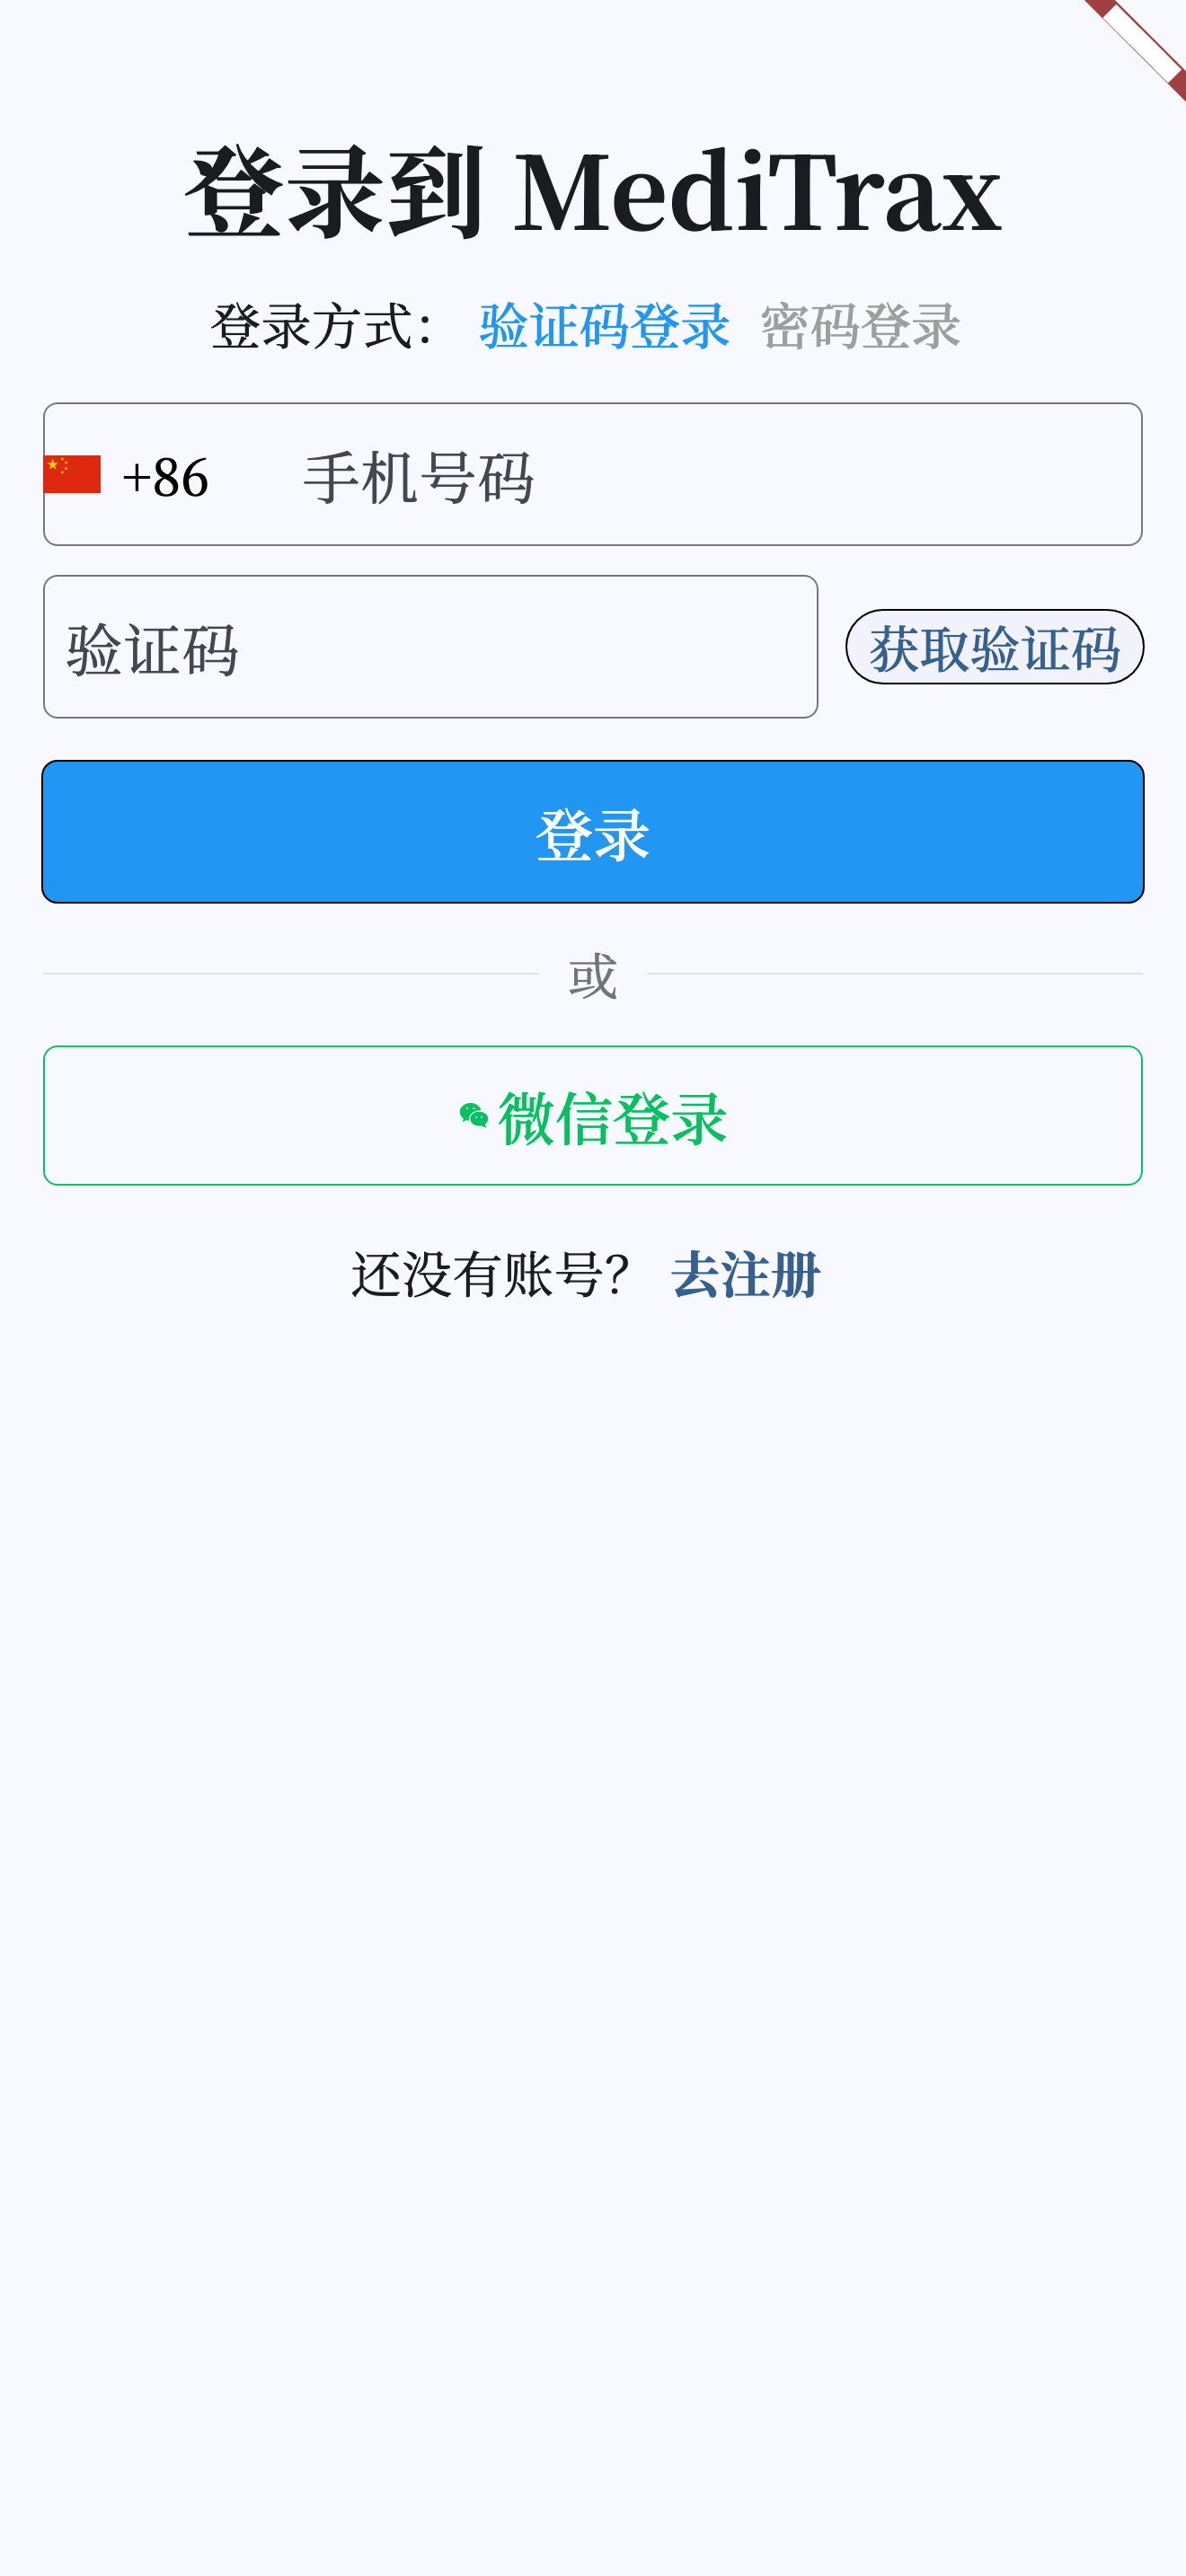 登录到 MediTrax
登录方式： 验证码登录 密码登录
+86 手机号码
验证码 获取验证码
登录
或
微信登录
还没有账号？ 去注册